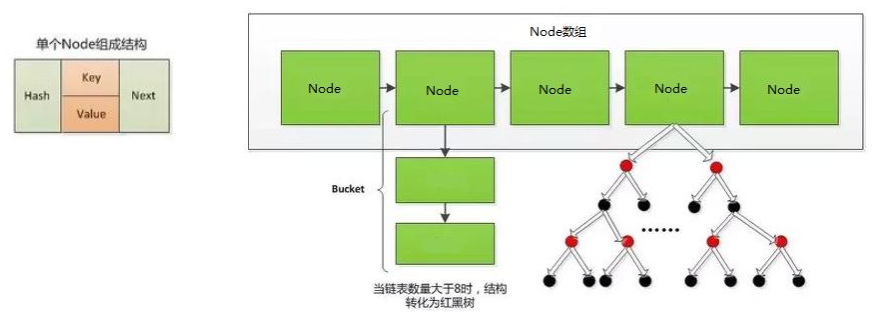 单个Node组成结构
Hash
Key
Value
Next
Node数组
Node
Node
Node
Node
Node
Bucket
......
当链表数量大于8时，结构
转化为红黑树